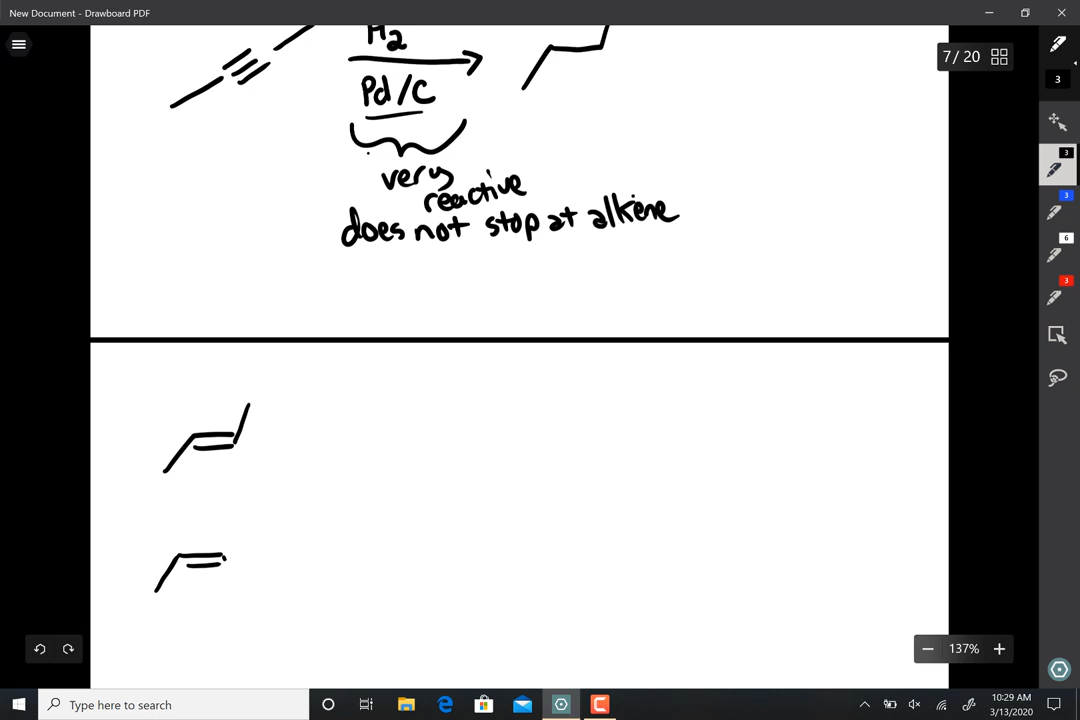 New Document - Drawboard PDF
H2
7 / 20
Pd/C
3
3
very
reactive
3
does not stop at alkene
6
3
137%
Type here to search
10:29 AM
3/13/2020